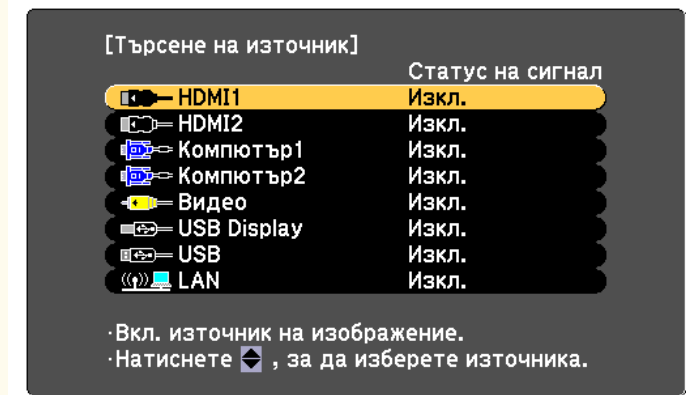 [Търсене на източник]
Статус на сигнал
HDMI1 Изкл.
HDMI2 Изкл.
Компютър1 Изкл.
Компютър2 Изкл.
Видео Изкл.
USB Display Изкл.
USB Изкл.
LAN Изкл.
·Вкл. източник на изображение.
·Натиснете , за да изберете източника.